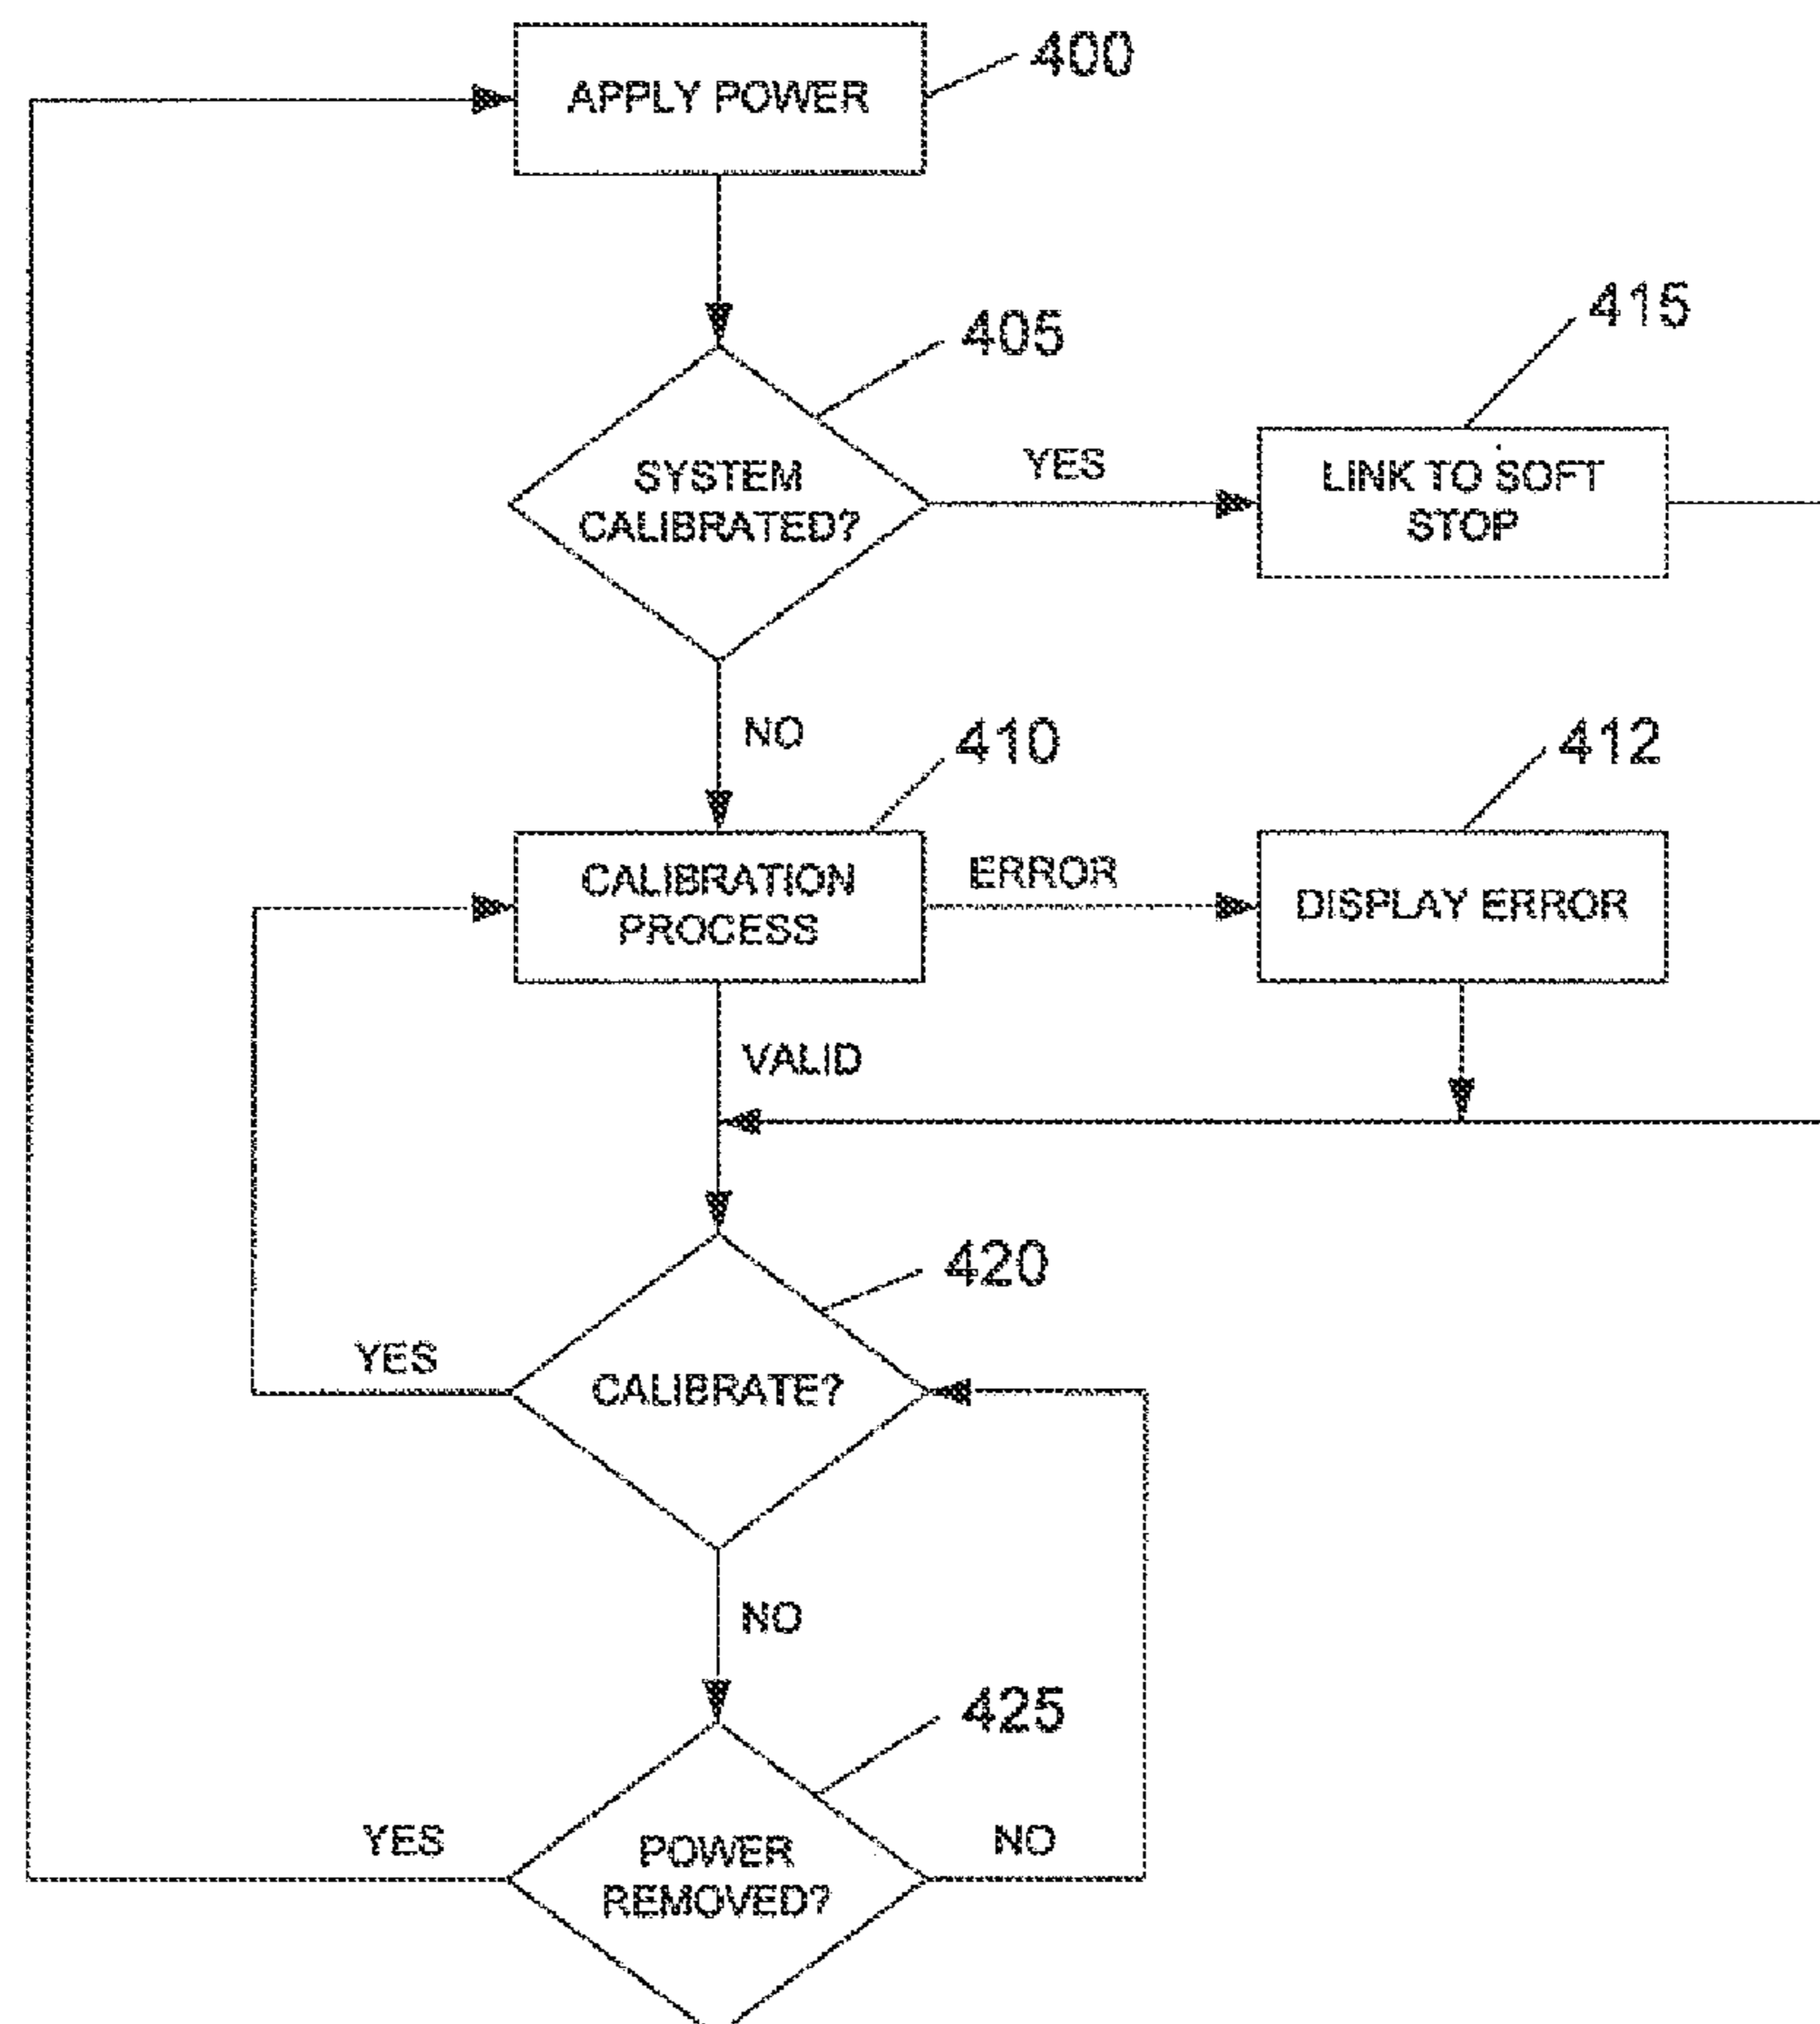 APPLY POWER
400
405
SYSTEM
CALIBRATED?
YES
415
LINK TO SOFT
STOP
NO
410
CALIBRATION
PROCESS
ERROR
412
DISPLAY ERROR
VALID
420
CALIBRATE?
YES
NO
425
POWER
REMOVED?
YES
NO